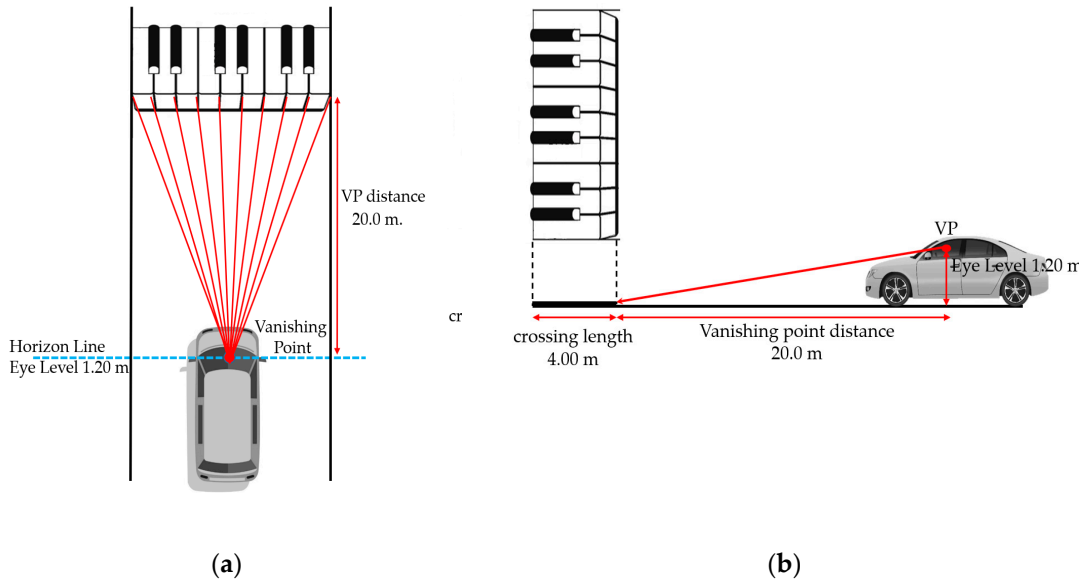 VP distance
20.0 m.
Vanishing
Point
Horizon Line
Eye Level 1.20 m
(a)
cr
VP
Eye Level 1.20 m
crossing length
4.00 m
Vanishing point distance
20.0 m
(b)